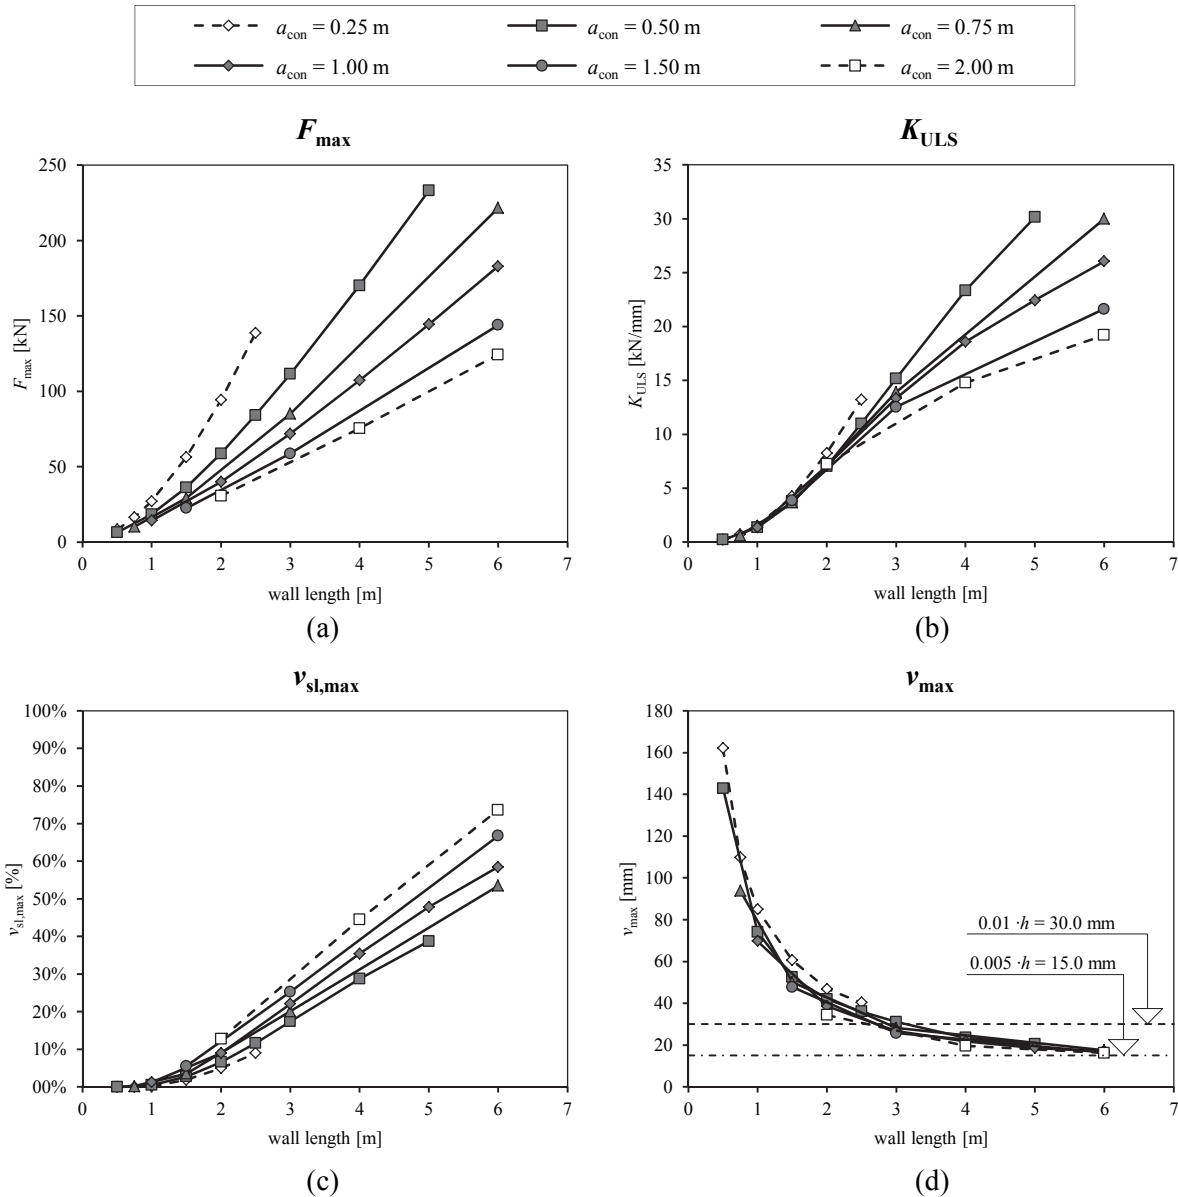 a_con = 0.25 m a_con = 0.50 m a_con = 0.75 m
a_con = 1.00 m a_con = 1.50 m a_con = 2.00 m
F_max
250
200
150
100
50
0
F_max [kN]
0 1 2 3 4 5 6 7
wall length [m]
(a)
K_ULS
35
30
25
20
15
10
5
0
K_ULS [kN/mm]
0 1 2 3 4 5 6 7
wall length [m]
(b)
v_sl,max
100%
90%
80%
70%
60%
50%
40%
30%
20%
10%
00%
v_sl,max [%]
0 1 2 3 4 5 6 7
wall length [m]
(c)
v_max
180
160
140
120
100
80
60
40
20
0
v_max [mm]
0.01 ·h = 30.0 mm
0.005 ·h = 15.0 mm
0 1 2 3 4 5 6 7
wall length [m]
(d)